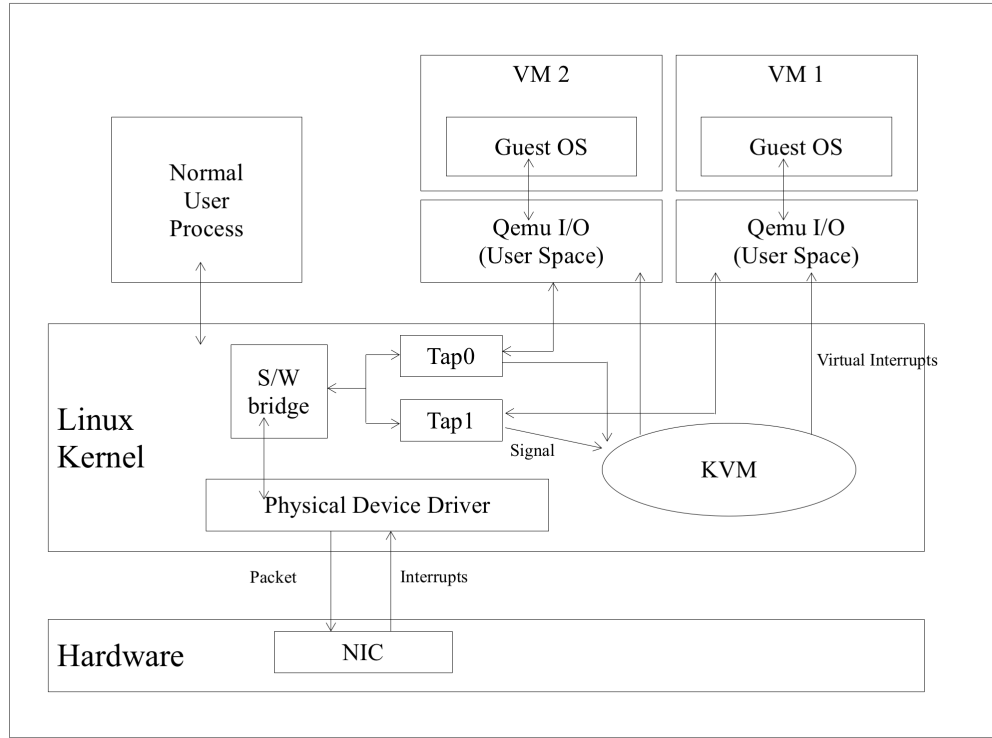 VM 2
VM 1
Guest OS
Guest OS
Normal
User
Process
Qemu I/O
(User Space)
Qemu I/O
(User Space)
Tap0
S/W
bridge
Virtual Interrupts
Tap1
Linux
Kernel
Signal
KVM
Physical Device Driver
Packet
Interrupts
Hardware
NIC